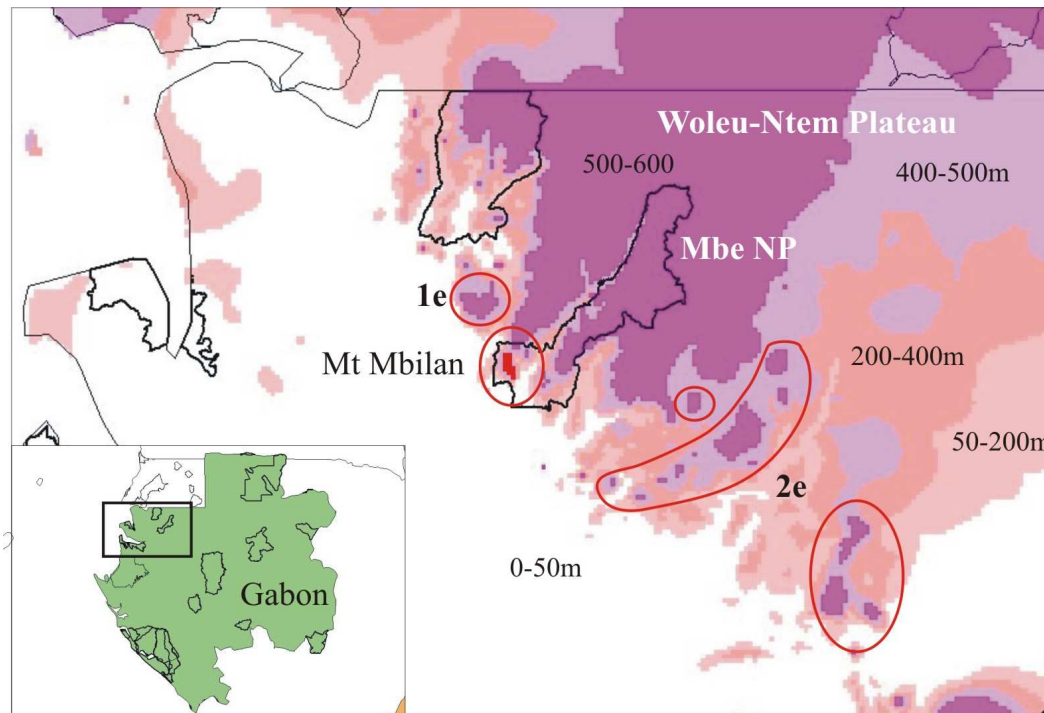 Woleu-Ntem Plateau
500-600
400-500m
Mbe NP
1e
Mt Mbilan
200-400m
50-200m
2e
0-50m
Gabon